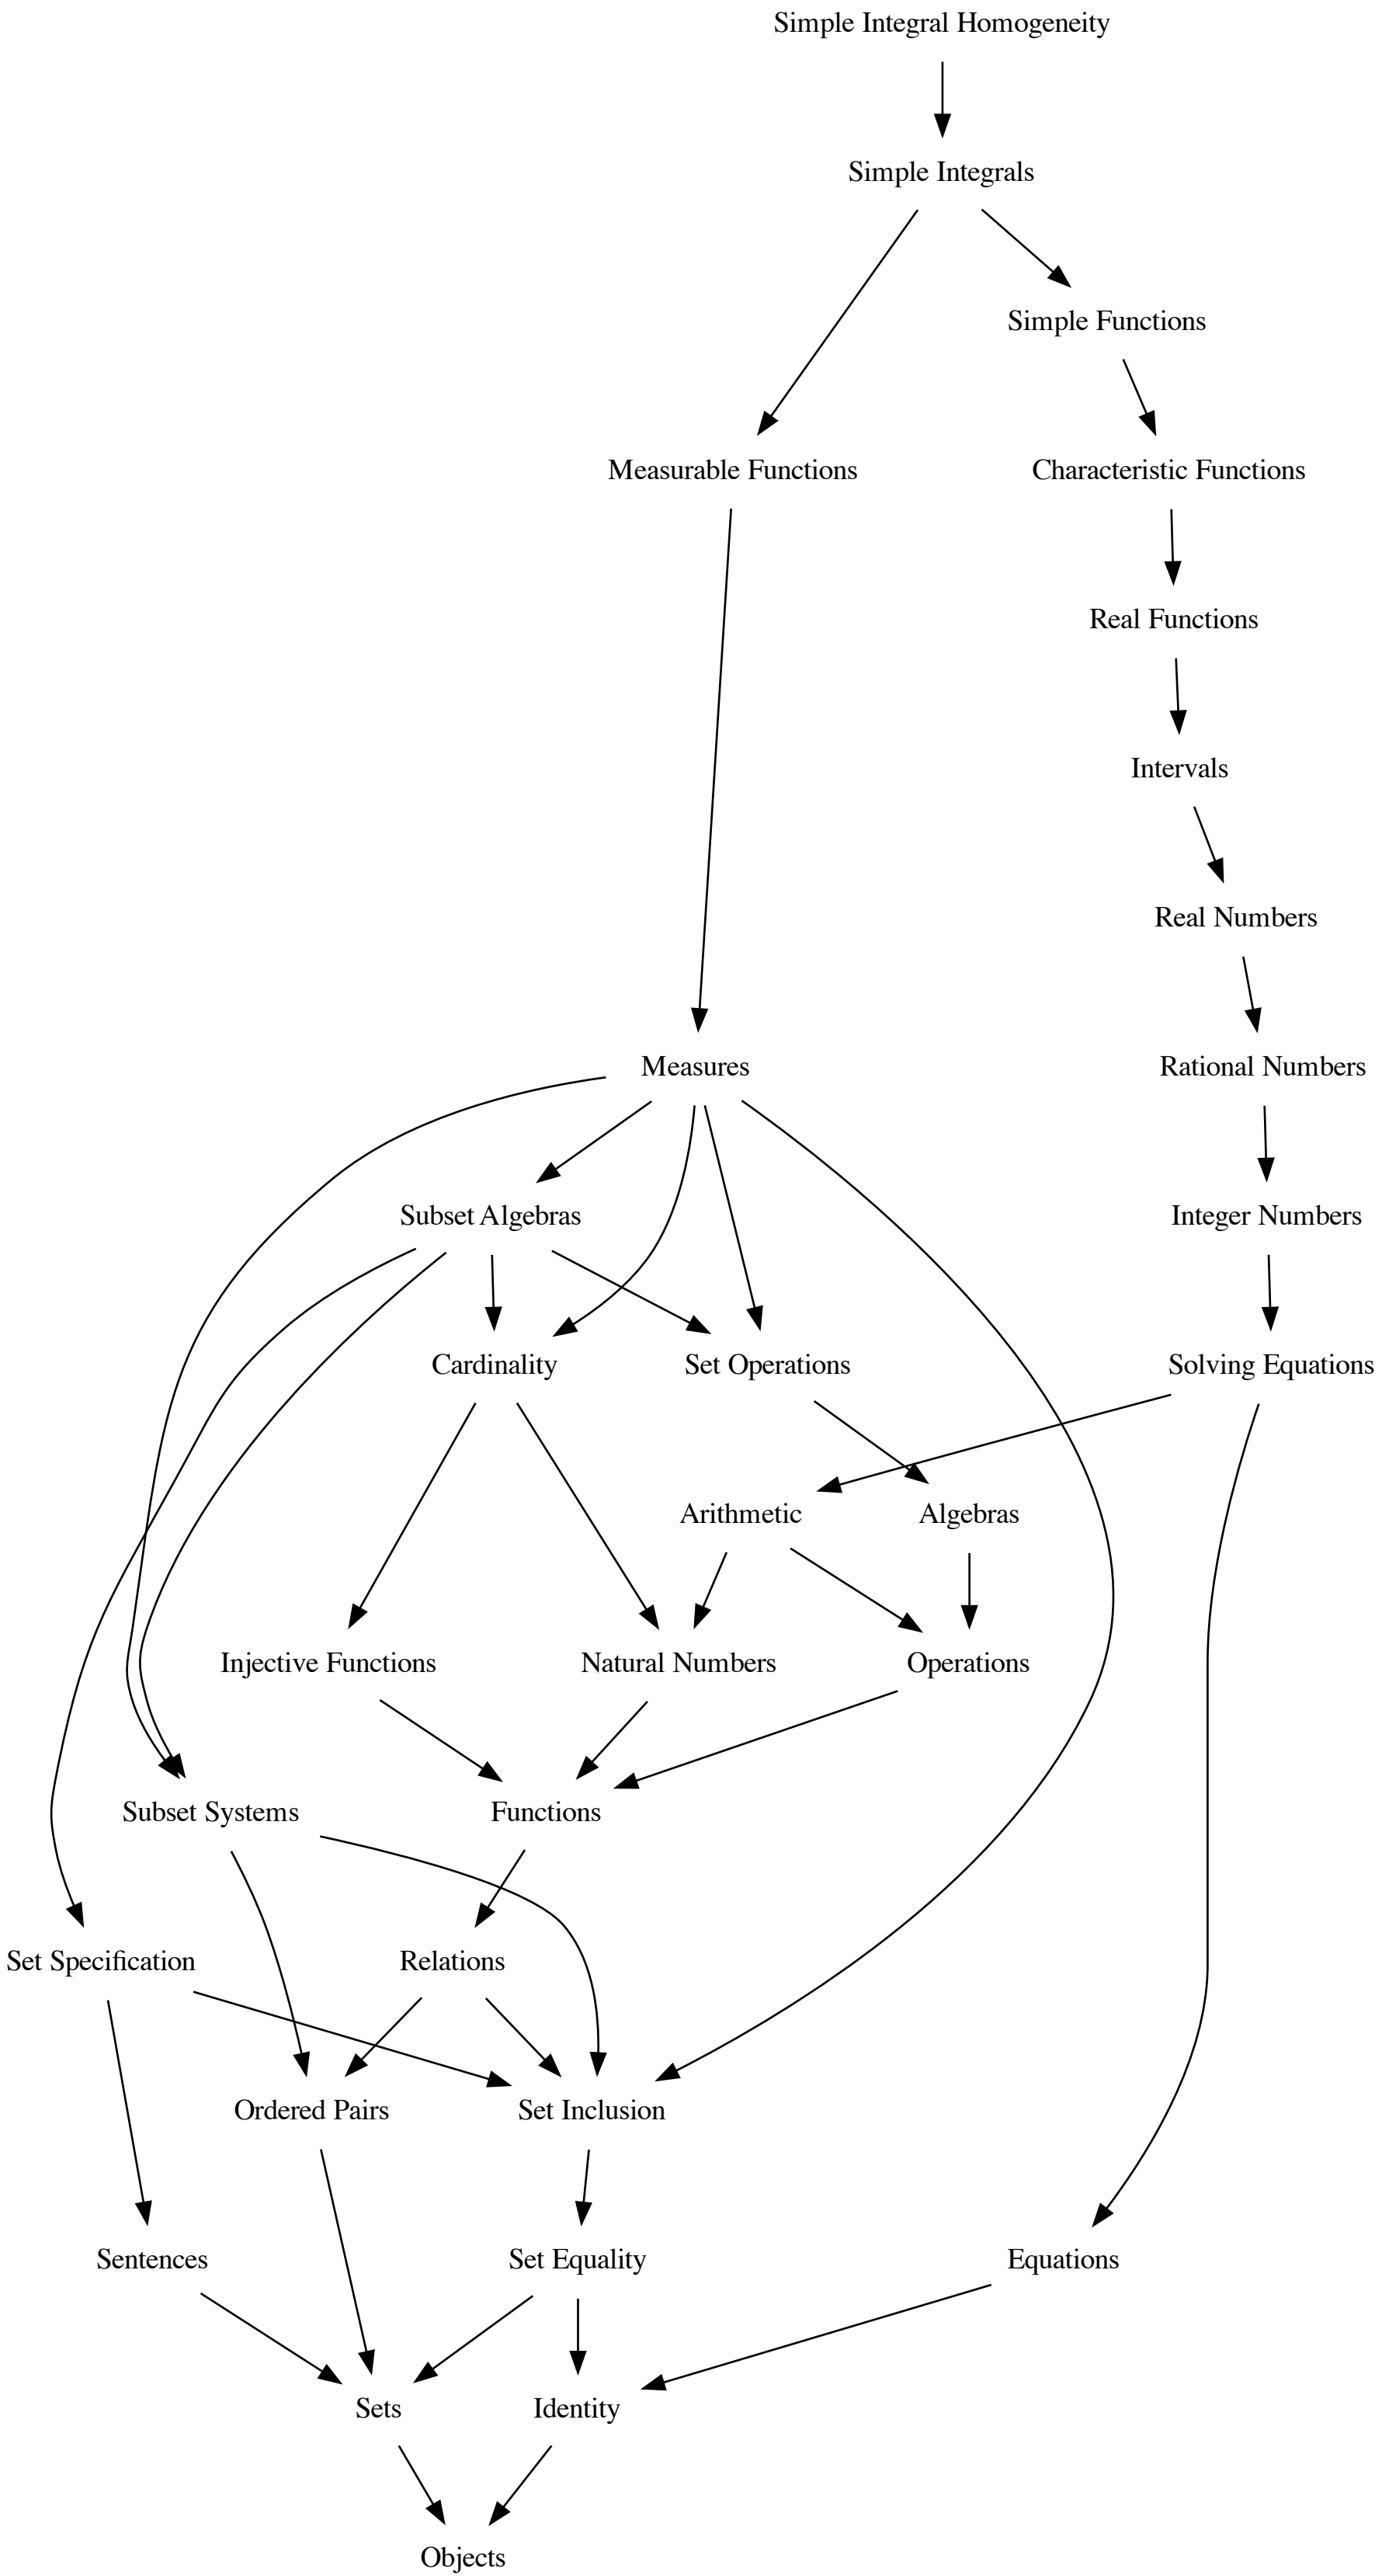 Simple Integral Homogeneity
Simple Integrals
Simple Functions
Measurable Functions
Characteristic Functions
Real Functions
Intervals
Real Numbers
Measures
Rational Numbers
Subset Algebras
Integer Numbers
Cardinality
Set Operations
Solving Equations
Arithmetic
Algebras
Injective Functions
Natural Numbers
Operations
Subset Systems
Functions
Set Specification
Relations
Ordered Pairs
Set Inclusion
Sentences
Set Equality
Equations
Sets
Identity
Objects